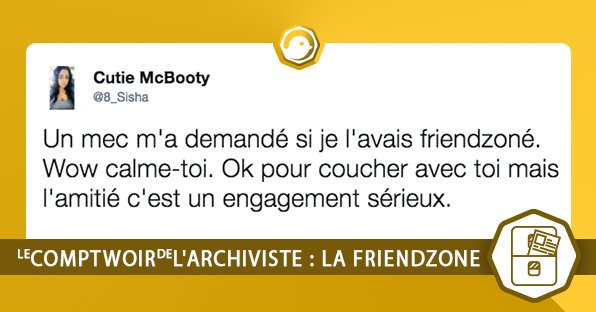 Cutie McBooty
@8_Sisha
Un mec m'a demandé si je l'avais friendzoné.
Wow calme-toi. Ok pour coucher avec toi mais
l'amitié c'est un engagement sérieux.
LECOMPTWOIRDEL'ARCHIVISTE : LA FRIENDZONE